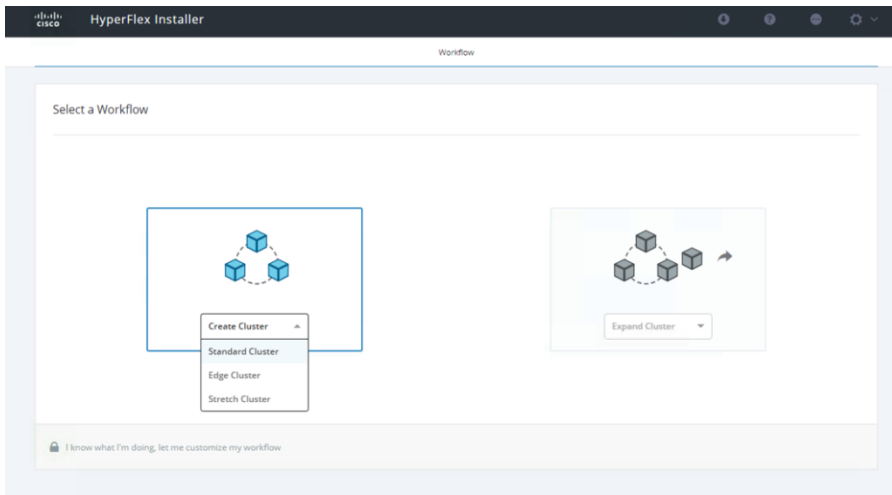 CISCO HyperFlex Installer
Workflow
Select a Workflow
Create Cluster
Standard Cluster
Edge Cluster
Stretch Cluster
Expand Cluster
I know what I'm doing, let me customize my workflow